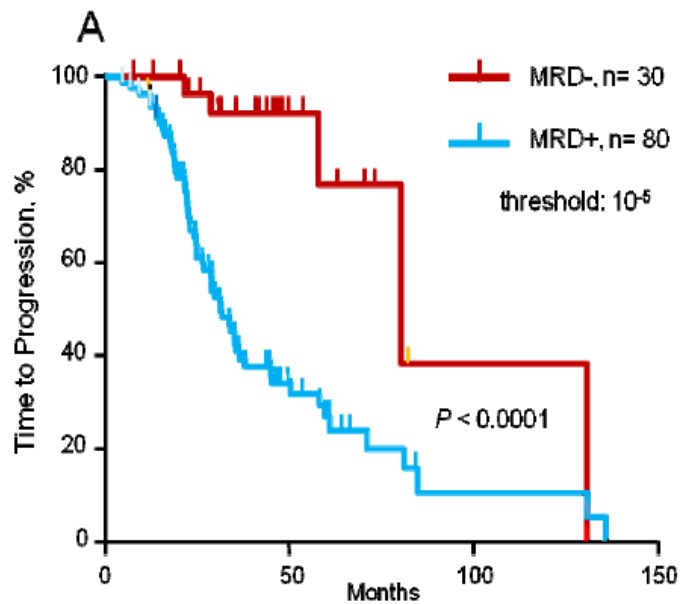 A
Time to Progression, %
100
80
60
40
20
0
MRD-, n= 30
MRD+, n= 80
threshold: 10⁻⁵
P < 0.0001
0
50
100
150
Months